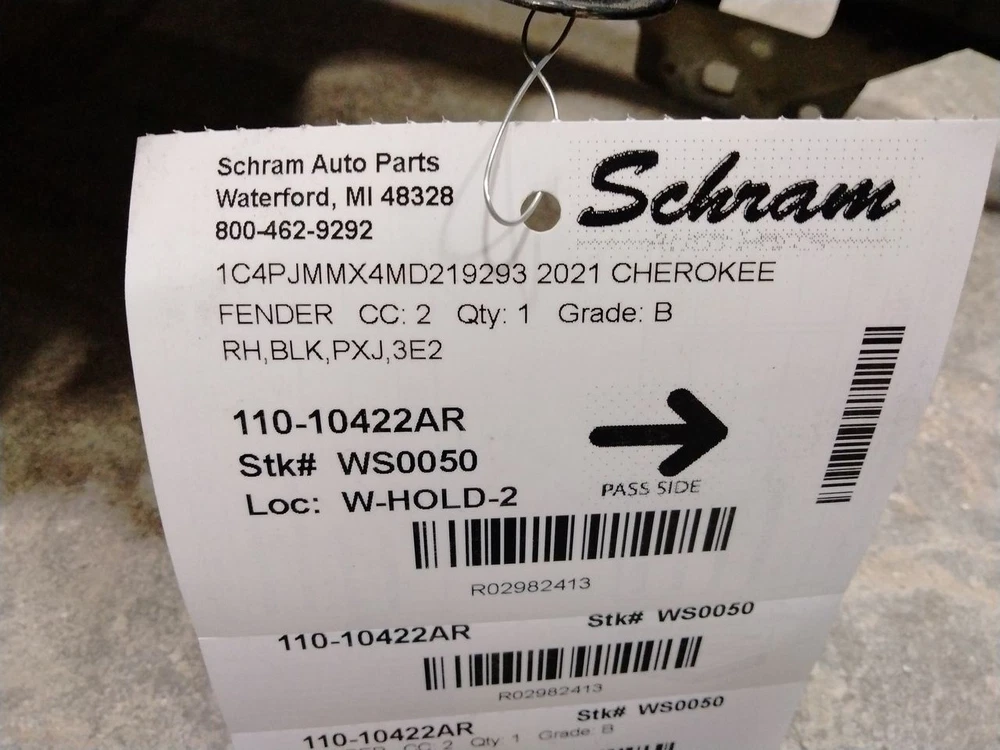 Schram Auto Parts
Waterford, MI 48328
800-462-9292
Schram
1C4PJMMX4MD219293 2021 CHEROKEE
FENDER CC: 2 Qty: 1 Grade: B
RH,BLK,PXJ,3E2
110-10422AR
Stk# WS0050
Loc: W-HOLD-2
PASS SIDE
R02982413
110-10422AR Stk# WS0050
R02982413
110-10422AR Stk# WS0050
CC: 2 Qty: 1 Grade: B